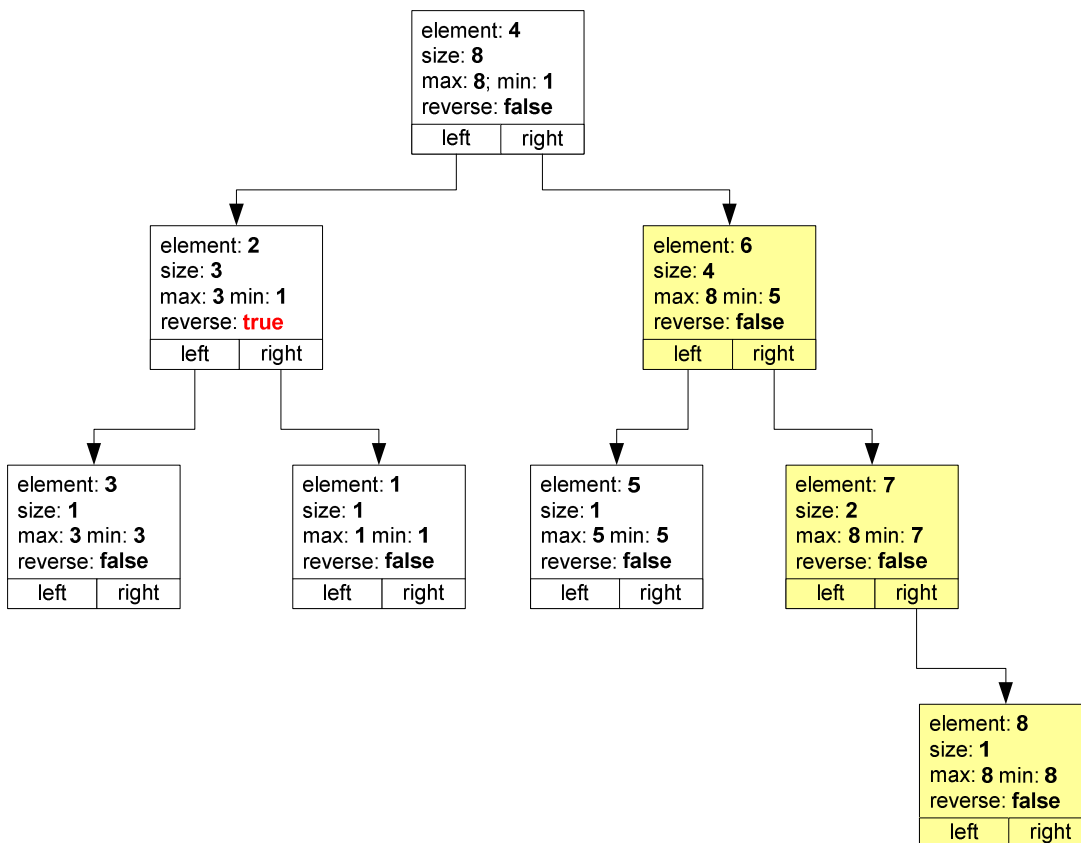 element: 4
size: 8
max: 8; min: 1
reverse: false
left right
element: 2
size: 3
max: 3 min: 1
reverse: true
left right
element: 6
size: 4
max: 8 min: 5
reverse: false
left right
element: 3
size: 1
max: 3 min: 3
reverse: false
left right
element: 1
size: 1
max: 1 min: 1
reverse: false
left right
element: 5
size: 1
max: 5 min: 5
reverse: false
left right
element: 7
size: 2
max: 8 min: 7
reverse: false
left right
element: 8
size: 1
max: 8 min: 8
reverse: false
left right